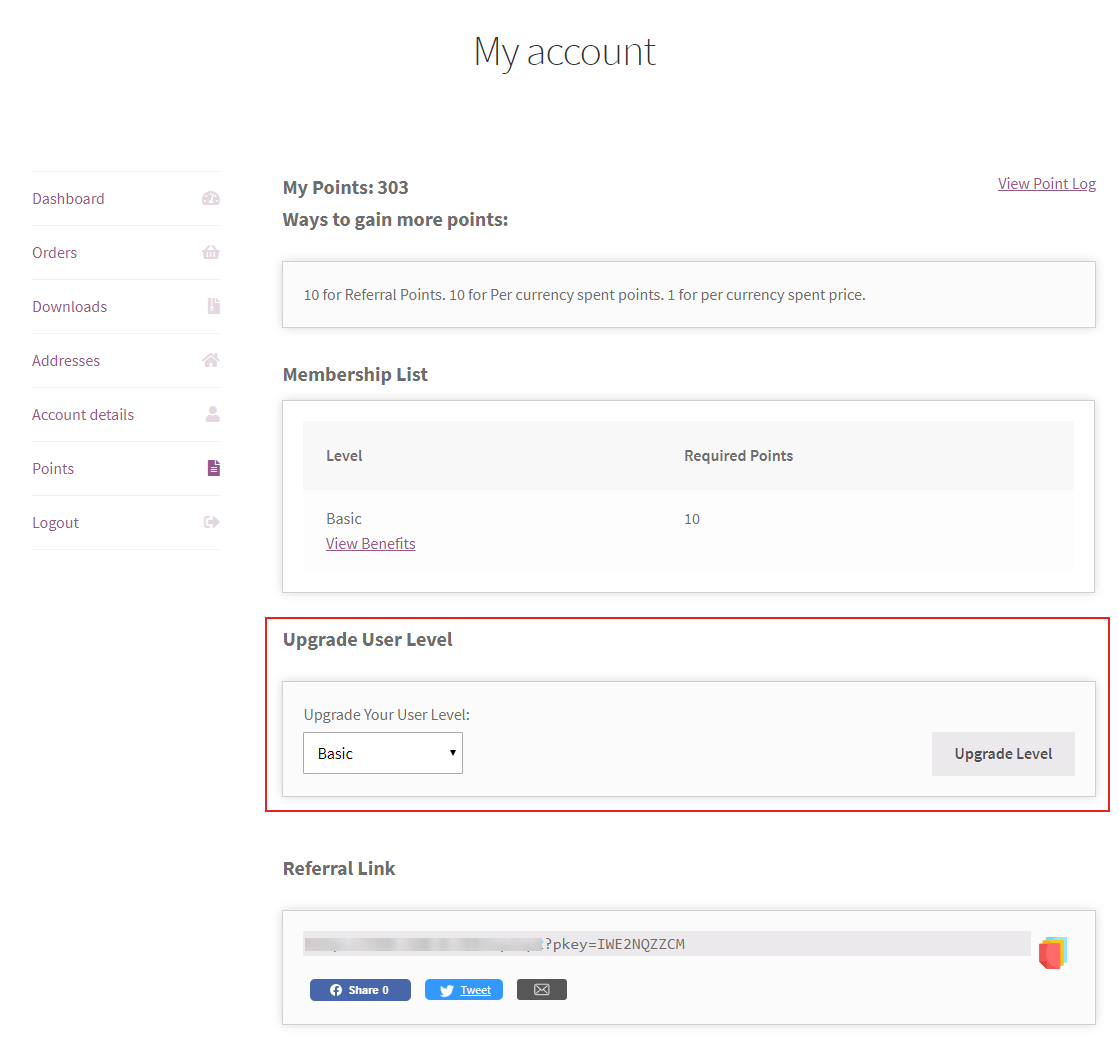 My account
Dashboard
Orders
Downloads
Addresses
Account details
Points
Logout
My Points: 303
View Point Log
Ways to gain more points:
10 for Referral Points. 10 for Per currency spent points. 1 for per currency spent price.
Membership List
Level Required Points
Basic 10
View Benefits
Upgrade User Level
Upgrade Your User Level:
Basic
Upgrade Level
Referral Link
?pkey=IWE2NQZZCM
Share 0
Tweet